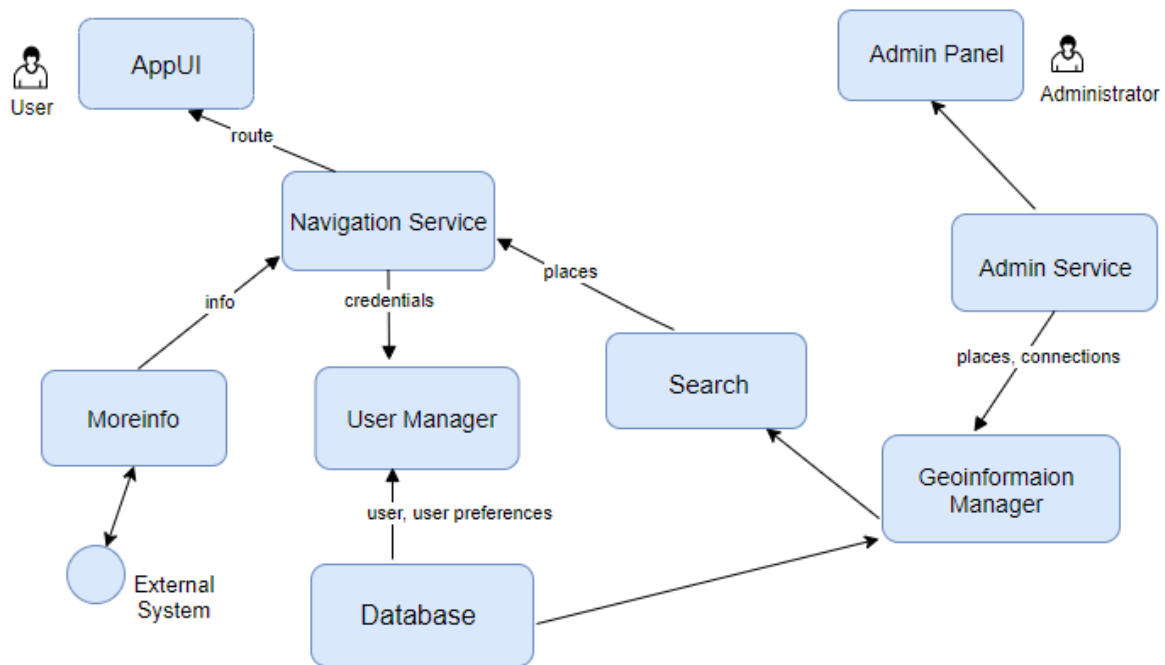 AppUI
User
Admin Panel
Administrator
route
Navigation Service
places
Admin Service
info
credentials
places, connections
Moreinfo
User Manager
Search
Geoinformaion
Manager
user, user preferences
External
System
Database